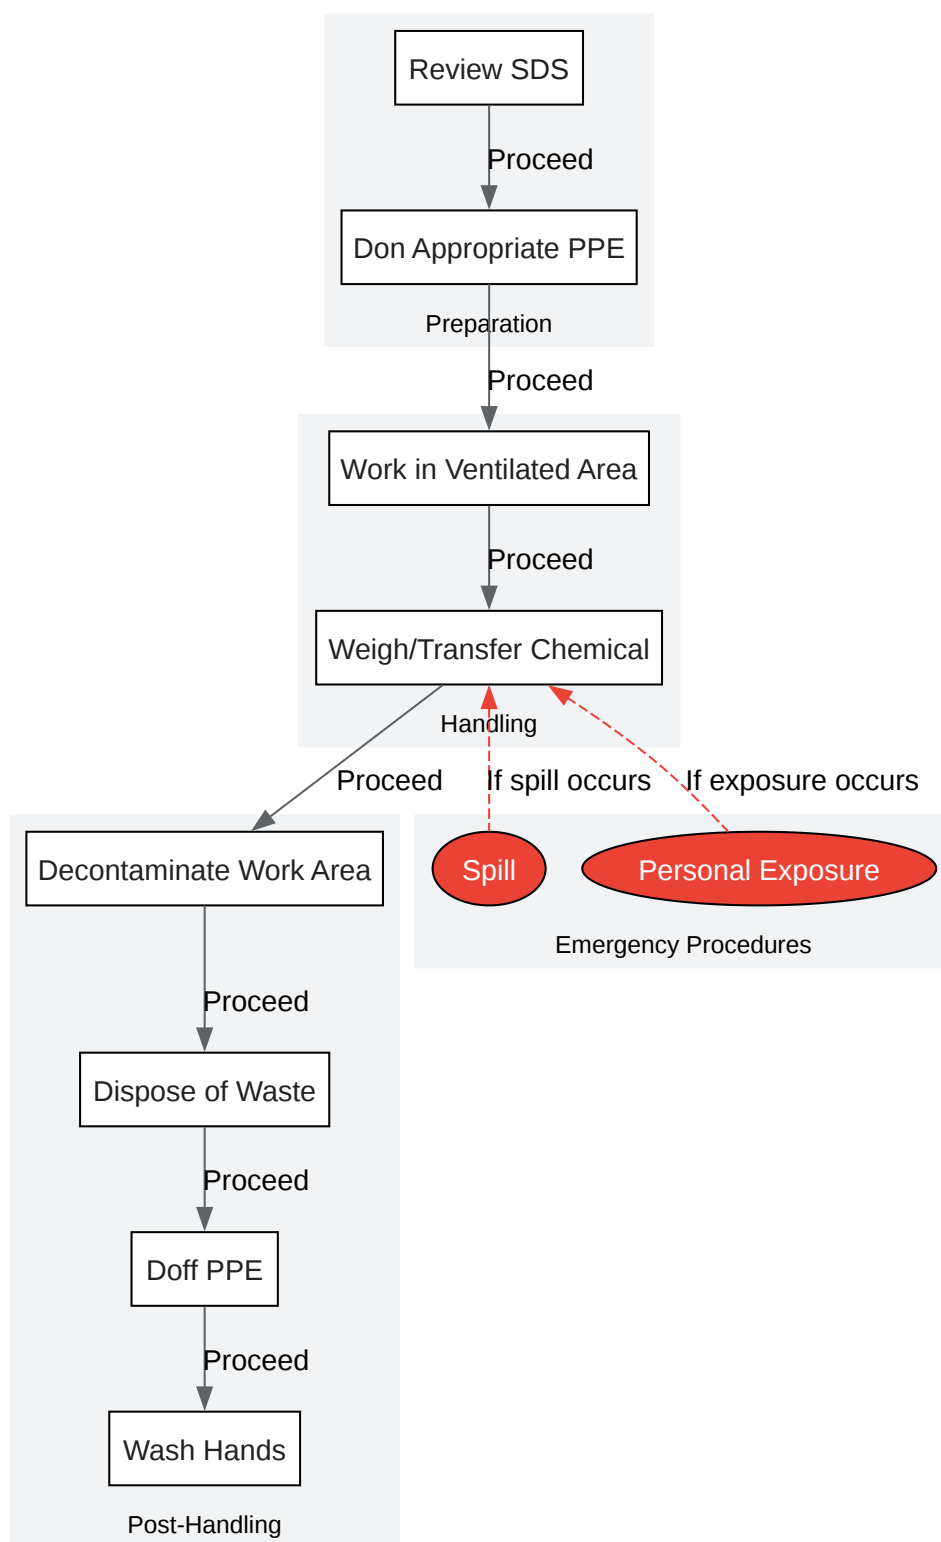 Review SDS
Proceed
Don Appropriate PPE
Preparation
Proceed
Work in Ventilated Area
Proceed
Weigh/Transfer Chemical
Handling
Proceed
If spill occurs
If exposure occurs
Decontaminate Work Area
Spill
Personal Exposure
Emergency Procedures
Proceed
Dispose of Waste
Proceed
Doff PPE
Proceed
Wash Hands
Post-Handling